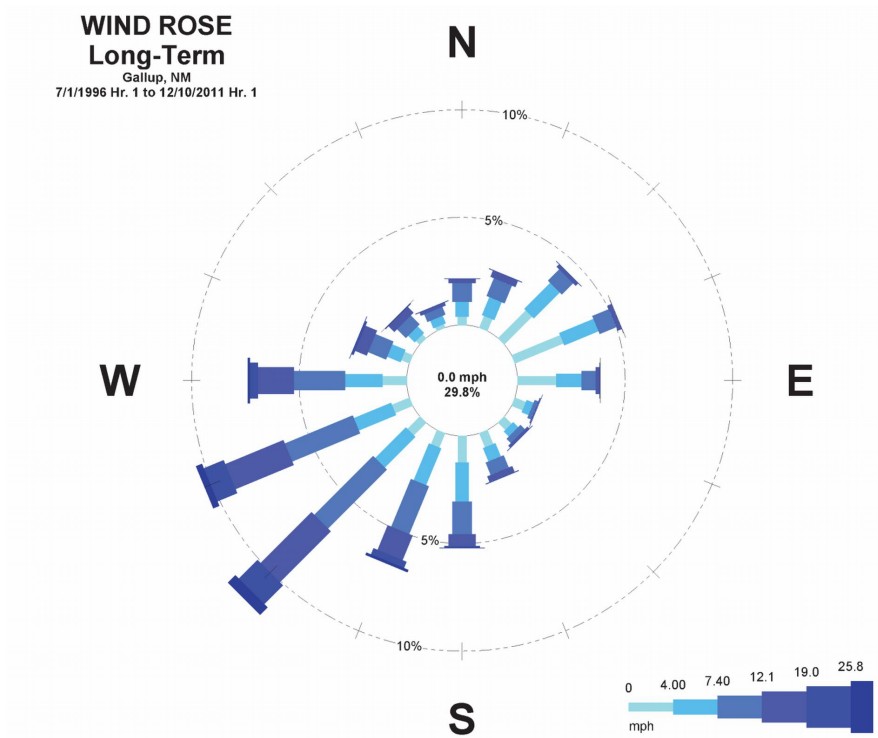 WIND ROSE
Long-Term
Gallup, NM
7/1/1996 Hr. 1 to 12/10/2011 Hr. 1
N
10%
5%
W
0.0 mph
29.8%
E
5%
10%
S
0 4.00 7.40 12.1 19.0 25.8
mph